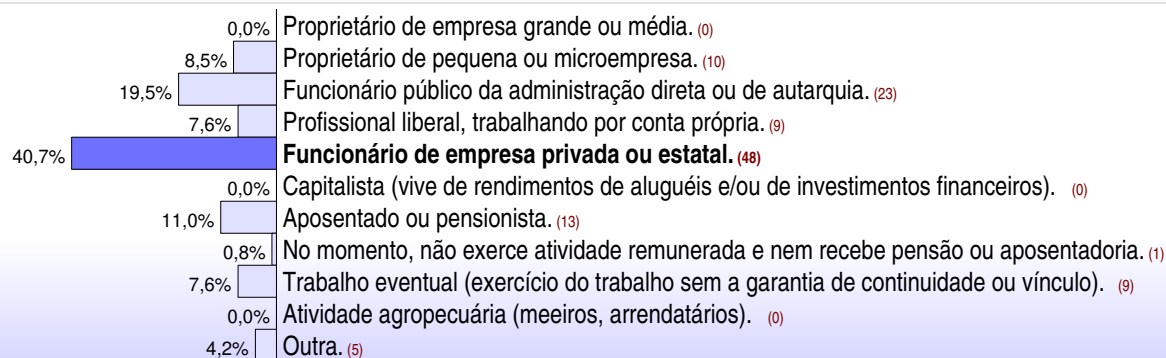 0,0% Proprietário de empresa grande ou média. (0)
8,5% Proprietário de pequena ou microempresa. (10)
19,5% Funcionário público da administração direta ou de autarquia. (23)
7,6% Profissional liberal, trabalhando por conta própria. (9)
40,7% Funcionário de empresa privada ou estatal. (48)
0,0% Capitalista (vive de rendimentos de aluguéis e/ou de investimentos financeiros). (0)
11,0% Aposentado ou pensionista. (13)
0,8% No momento, não exerce atividade remunerada e nem recebe pensão ou aposentadoria. (1)
7,6% Trabalho eventual (exercício do trabalho sem a garantia de continuidade ou vínculo). (9)
0,0% Atividade agropecuária (meeiros, arrendatários). (0)
4,2% Outra. (5)